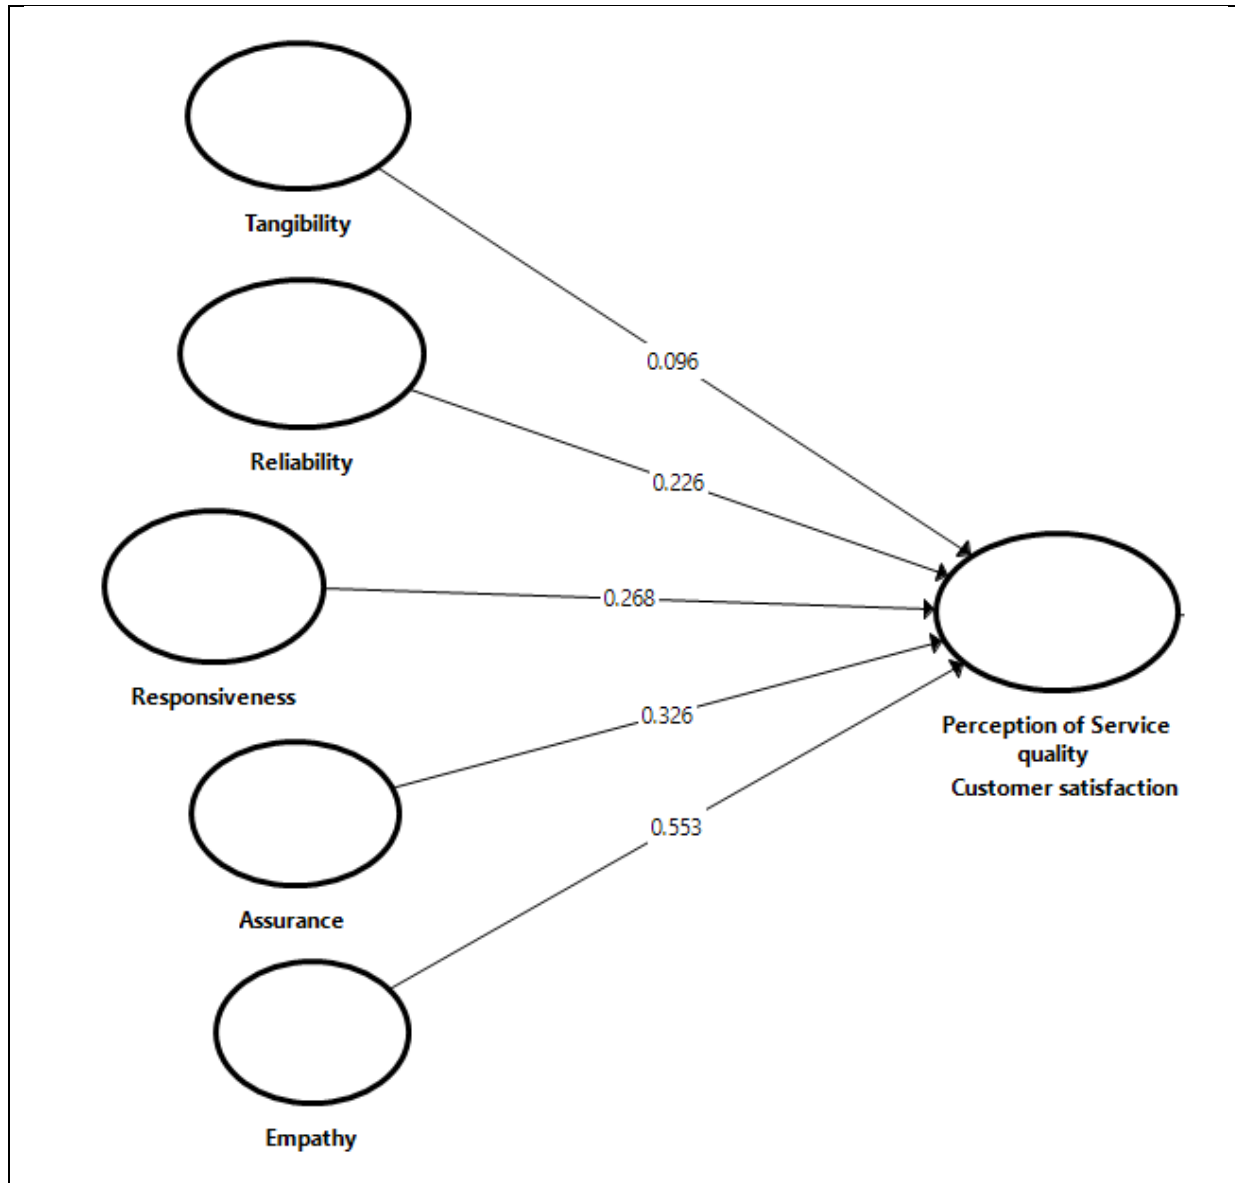 Tangibility
0.096
Reliability
0.226
Responsiveness
0.268
Assurance
0.326
Empathy
0.553
Perception of Service
quality
Customer satisfaction